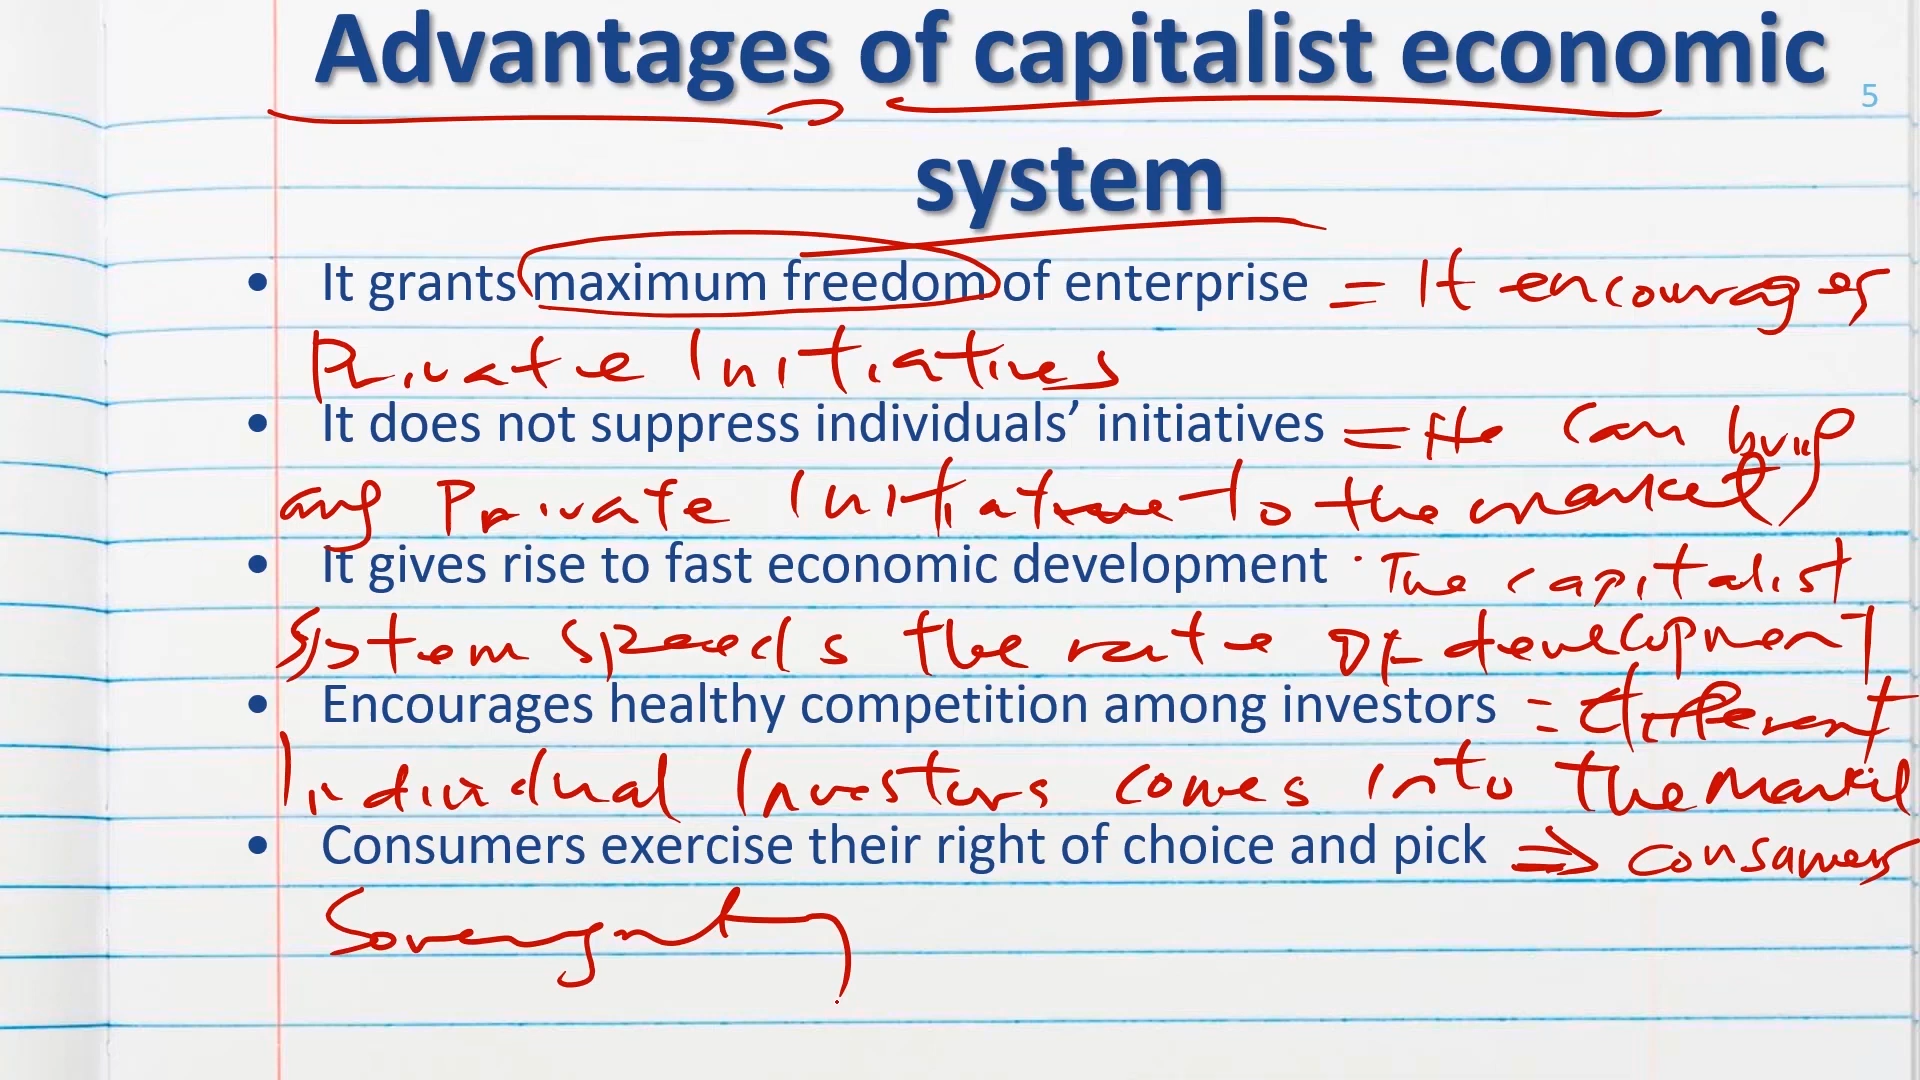 Advantages of capitalist economic
5
system
• It grants maximum freedom of enterprise = It encourages
Private Initiatives
• It does not suppress individuals’ initiatives = He can
any Private Initiative to the market
• It gives rise to fast economic development . The capitalist
System speeds the rate of development
• Encourages healthy competition among investors = different
Individual Investors comes into the Market
• Consumers exercise their right of choice and pick ⇒ consumers